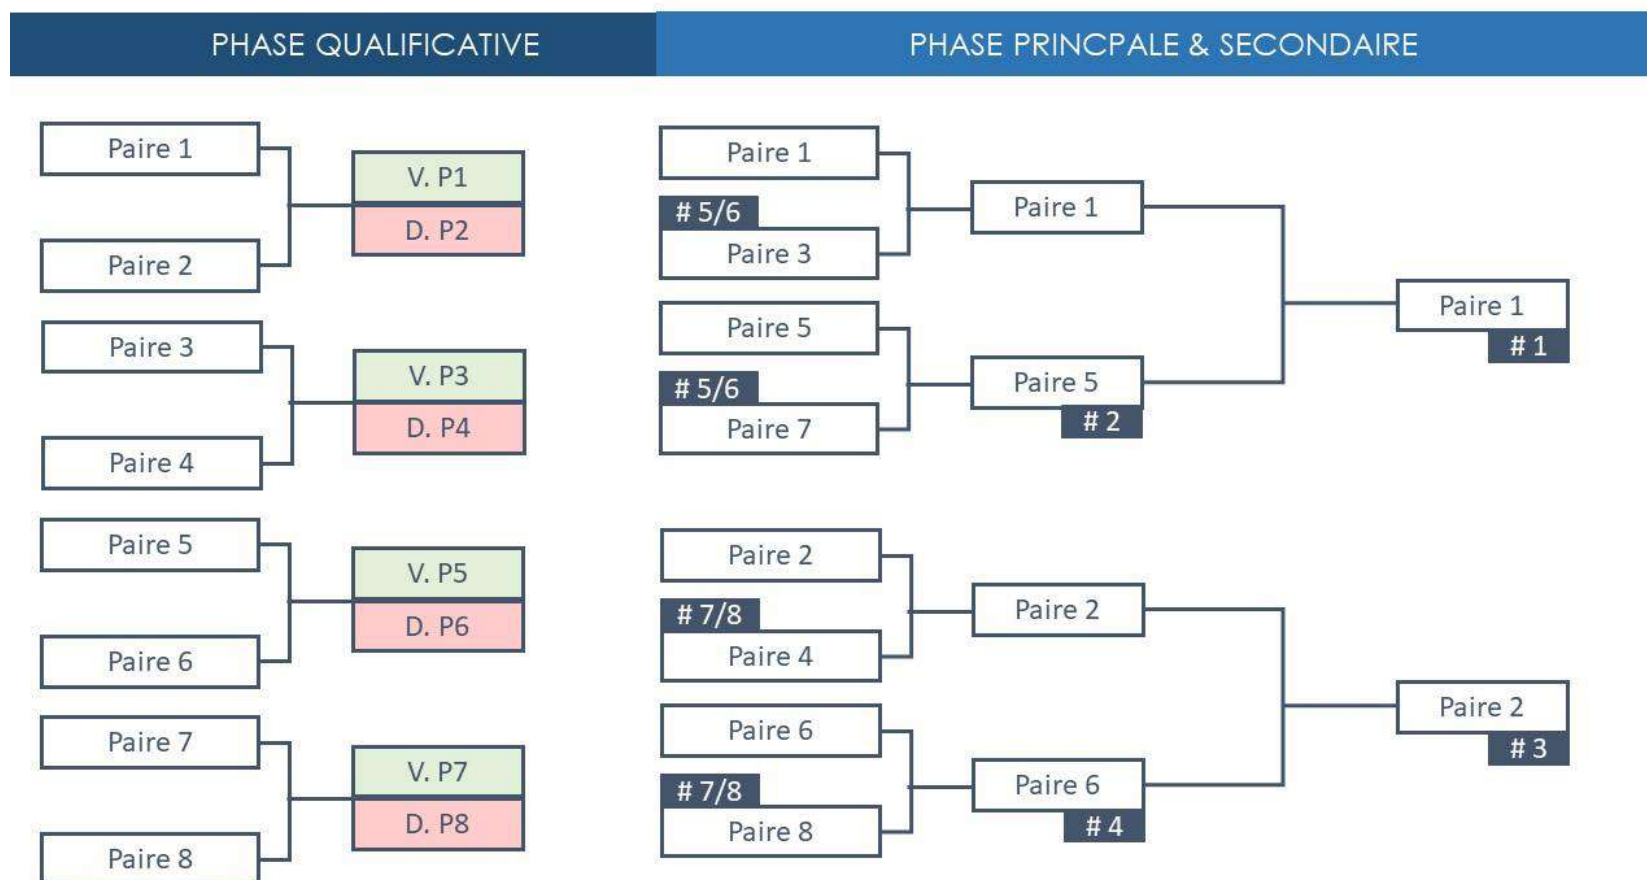 PHASE QUALIFICATIVE
PHASE PRINCPALE & SECONDAIRE
Paire 1
V. P1
D. P2
Paire 2
Paire 3
V. P3
D. P4
Paire 4
Paire 5
V. P5
D. P6
Paire 6
Paire 7
V. P7
D. P8
Paire 8
Paire 1
# 5/6
Paire 3
Paire 5
# 5/6
Paire 7
Paire 1
Paire 5
# 2
Paire 1
# 1
Paire 2
# 7/8
Paire 4
Paire 6
# 7/8
Paire 8
Paire 2
Paire 6
# 4
Paire 2
# 3